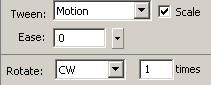 Tween: Motion Scale
Ease: 0
Rotate: CW 1 times